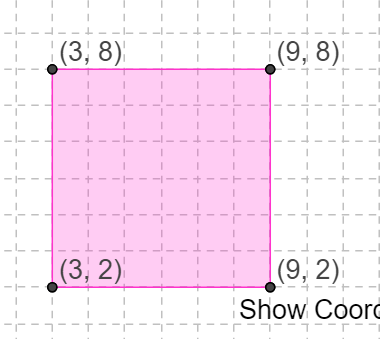 (3, 8) (9, 8)
(3, 2) (9, 2)
Show Coord